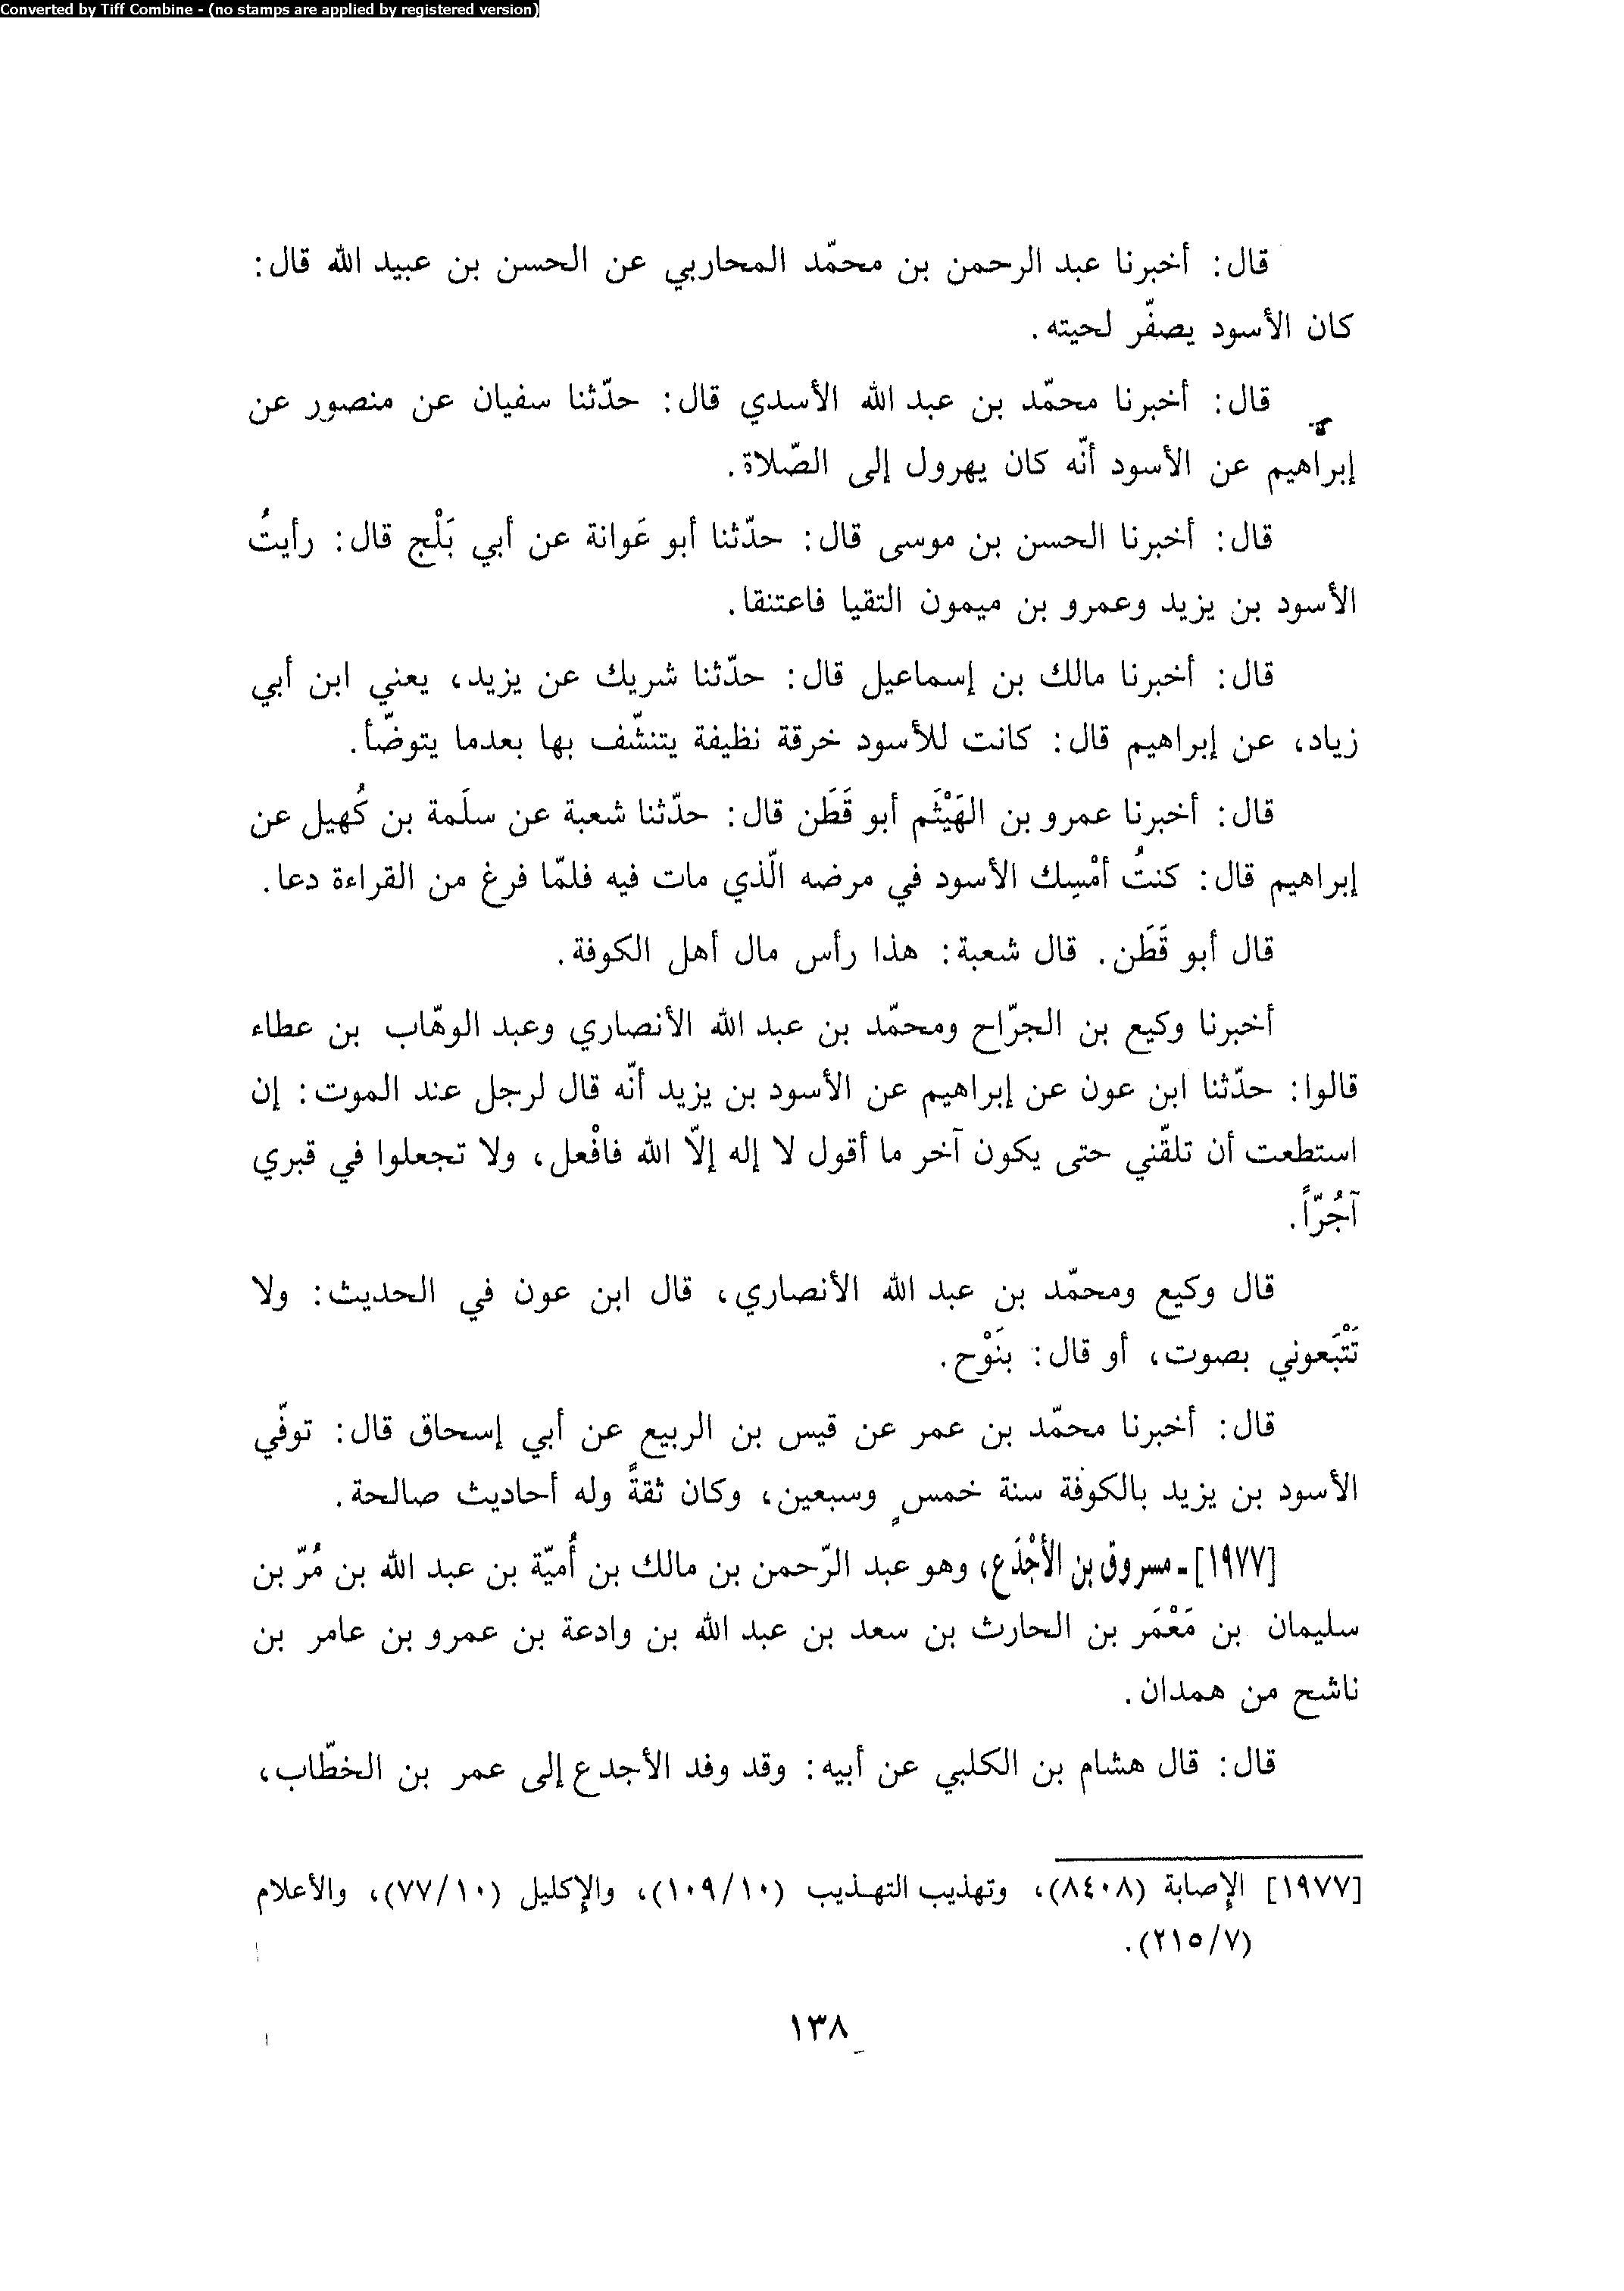 Converted by Tiff Combine - (no stamps are applied by registered version)
قال: أخبرنا عبد الرحمن بن محمّد المحاربي عن الحسن بن عبيد الله قال:
كان الأسود يصفّر لحيته.
قال: أخبرنا محمّد بن عبد الله الأسدي قال: حدّثنا سفيان عن منصور عن
إبراهيم عن الأسود أنّه كان يهرول إلى الصّلاة.
قال: أخبرنا الحسن بن موسى قال: حدّثنا أبو عَوانة عن أبي بَلْج قال: رأيتُ
الأسود بن يزيد وعمرو بن ميمون التقيا فاعتنقا.
قال: أخبرنا مالك بن إسماعيل قال: حدّثنا شريك عن يزيد، يعني ابن أبي
زياد، عن إبراهيم قال: كانت للأسود خرقة نظيفة يتنشّف بها بعدما يتوضّأ.
قال: أخبرنا عمرو بن الهَيْثَم أبو قَطَن قال: حدّثنا شعبة عن سلَمة بن كُهيل عن
إبراهيم قال: كنتُ أمْسِك الأسود في مرضه الّذي مات فيه فلمّا فرغ من القراءة دعا.
قال أبو قَطَن. قال شعبة: هذا رأس مال أهل الكوفة.
أخبرنا وكيع بن الجرّاح ومحمّد بن عبد الله الأنصاري وعبد الوهّاب بن عطاء
قالوا: حدّثنا ابن عون عن إبراهيم عن الأسود بن يزيد أنّه قال لرجل عند الموت: إن
استطعت أن تلقّني حتى يكون آخر ما أقول لا إله إلّا الله فافْعل، ولا تجعلوا في قبري
آجُرّاً.
قال وكيع ومحمّد بن عبد الله الأنصاري، قال ابن عون في الحديث: ولا
تَتْبَعوني بصوت، أو قال: بنَوْح.
قال: أخبرنا محمّد بن عمر عن قيس بن الربيع عن أبي إسحاق قال: توفّي
الأسود بن يزيد بالكوفة سنة خمسٍ وسبعين، وكان ثقةً وله أحاديث صالحة.
[١٩٧٧] ـ مسروق بن الأجْدَع، وهو عبد الرّحمن بن مالك بن أُميّة بن عبد الله بن مُرّ بن
سليمان بن مَعْمَر بن الحارث بن سعد بن عبد الله بن وادعة بن عمرو بن عامر بن
ناشح من همدان.
قال: قال هشام بن الكلبي عن أبيه: وقد وفد الأجدع إلى عمر بن الخطّاب،
[١٩٧٧] الإصابة (٨٤٠٨)، وتهذيب التهذيب (١٠٩/١٠)، والإكليل (٧٧/١٠)، والأعلام
(٢١٥/٧).
١٣٨